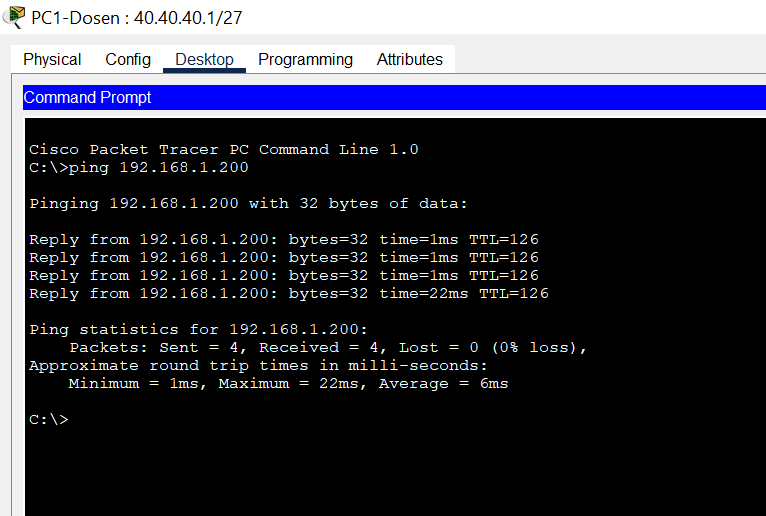 PC1-Dosen : 40.40.40.1/27
Physical Config Desktop Programming Attributes
Command Prompt
Cisco Packet Tracer PC Command Line 1.0
C:\>ping 192.168.1.200
Pinging 192.168.1.200 with 32 bytes of data:
Reply from 192.168.1.200: bytes=32 time=1ms TTL=126
Reply from 192.168.1.200: bytes=32 time=1ms TTL=126
Reply from 192.168.1.200: bytes=32 time=1ms TTL=126
Reply from 192.168.1.200: bytes=32 time=22ms TTL=126
Ping statistics for 192.168.1.200:
Packets: Sent = 4, Received = 4, Lost = 0 (0% loss),
Approximate round trip times in milli-seconds:
Minimum = 1ms, Maximum = 22ms, Average = 6ms
C:\>